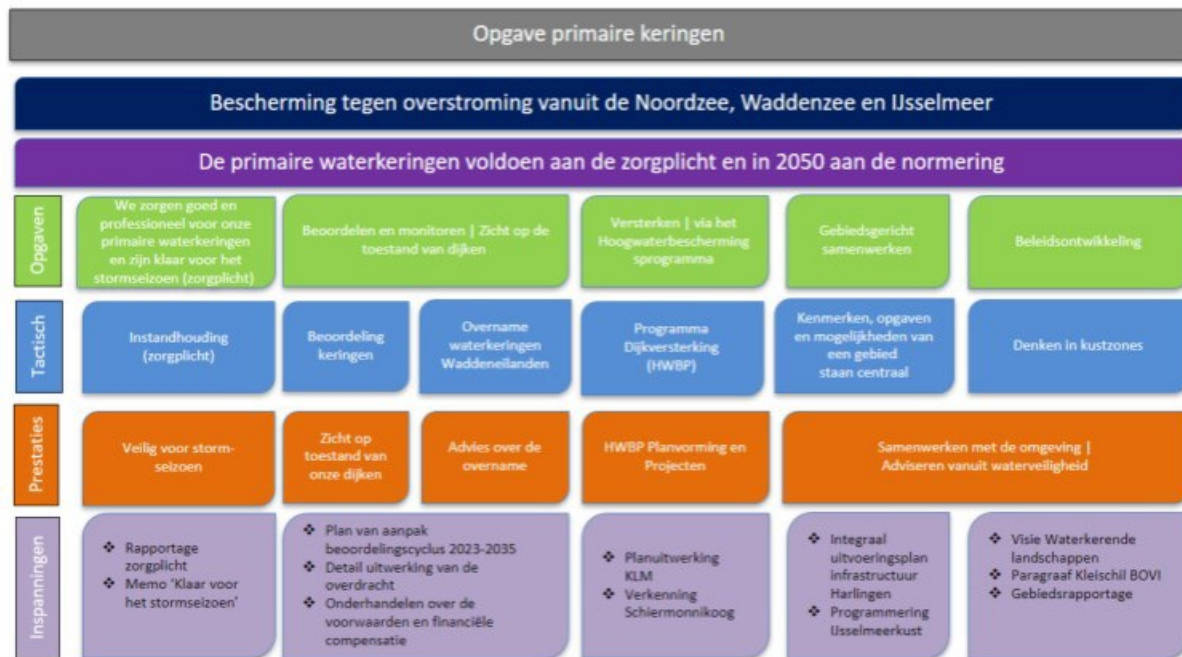 Opgave primaire keringen
Bescherming tegen overstroming vanuit de Noordzee, Waddenzee en IJsselmeer
De primaire waterkeringen voldoen aan de zorgplicht en in 2050 aan de normering
Opgaven
We zorgen goed en
professioneel voor onze
primaire waterkeringen
en zijn klaar voor het
stormseizoen (zorgplicht)
Beoordelen en monitoren | Zicht op de
toestand van dijken
Versterken | via het
Hoogwaterbescherming
sprogramma
Gebiedsgericht
samenwerken
Beleidsontwikkeling
Tactisch
Instandhouding
(zorgplicht)
Beoordeling
keringen
Overname
waterkeringen
Waddeneilanden
Programma
Dijkversterking
(HWBP)
Kenmerken, opgaven
en mogelijkheden van
een gebied
staan centraal
Denken in kustzones
Prestaties
Veilig voor storm-
seizoen
Zicht op
toestand van
onze dijken
Advies over de
overname
HWBP Planvorming en
Projecten
Samenwerken met de omgeving |
Adviseren vanuit waterveiligheid
Inspanningen
❖ Rapportage
zorgplicht
❖ Memo 'Klaar voor
het stormseizoen'
❖ Plan van aanpak
beoordelingscyclus 2023-2035
❖ Detail uitwerking van de
overdracht
❖ Onderhandelen over de
voorwaarden en financiële
compensatie
❖ Planuitwerking
KLM
❖ Verkenning
Schiermonnikoog
❖ Integraal
uitvoeringsplan
infrastructuur
Harlingen
❖ Programmering
IJsselmeerkust
❖ Visie Waterkerende
landschappen
❖ Paragraaf Kleischil BOVI
❖ Gebiedsrapportage